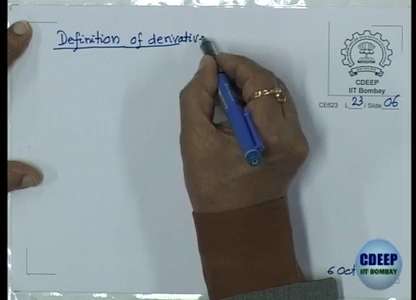 Definition of derivative
CDEEP
IIT Bombay
CE623 L 23 / Slide 06
6 Oct
CDEEP
IIT BOMBAY